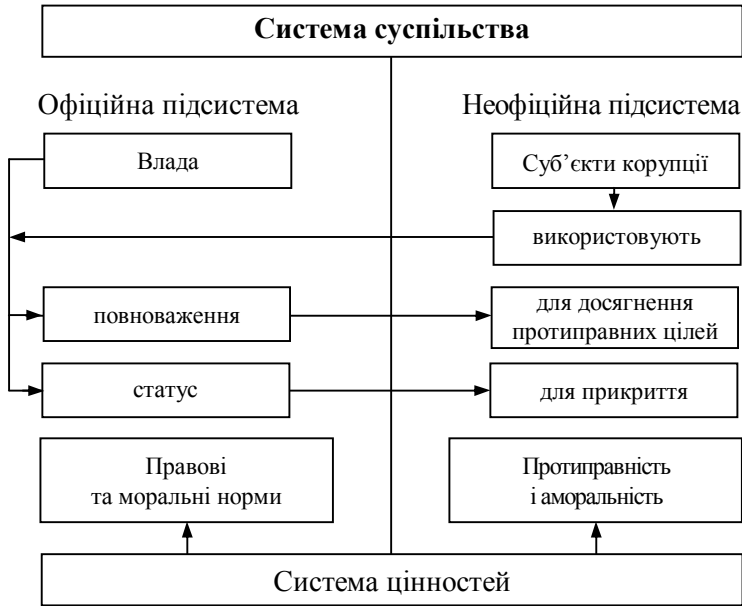 Система суспільства
Офіційна підсистема
Неофіційна підсистема
Влада
Суб’єкти корупції
використовують
повноваження
для досягнення
протиправних цілей
статус
для прикриття
Правові
та моральні норми
Протиправність
і аморальність
Система цінностей